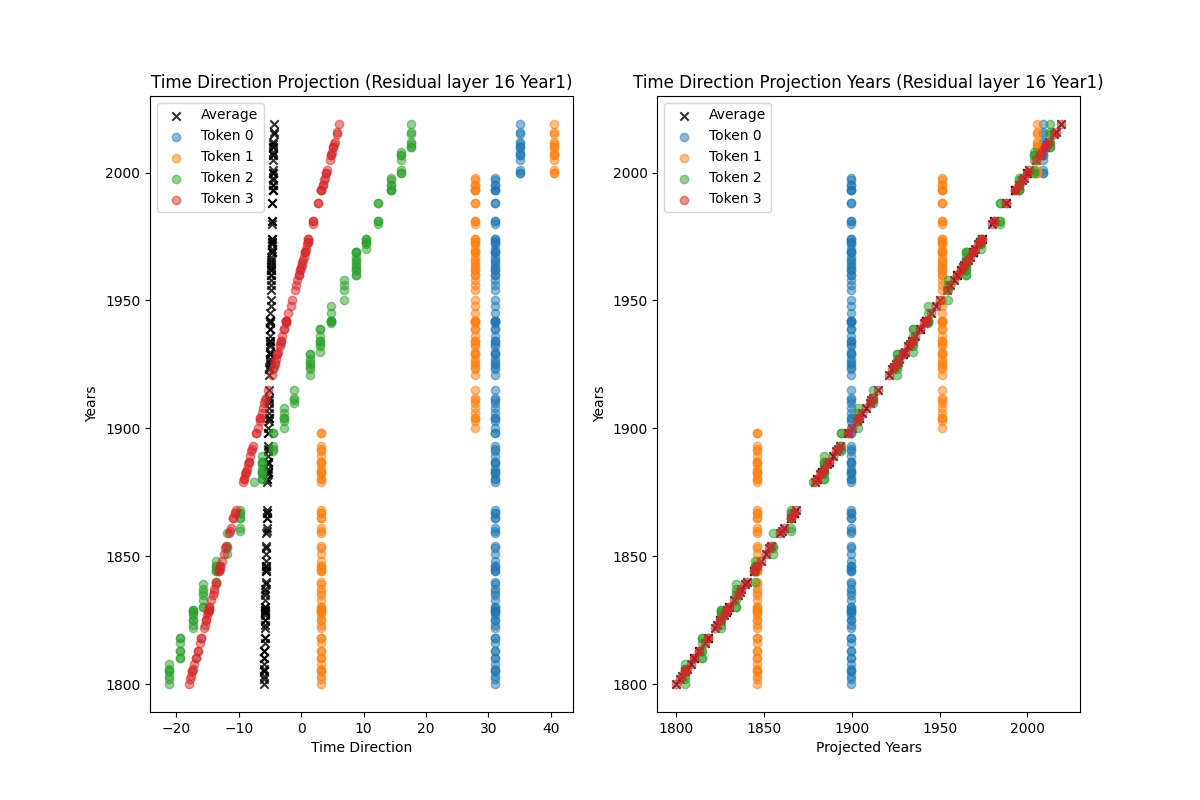 Time Direction Projection (Residual layer 16 Year1)
Average
Token 0
Token 1
Token 2
Token 3
2000
1950
1900
1850
1800
Years
−20 −10 0 10 20 30 40
Time Direction
Time Direction Projection Years (Residual layer 16 Year1)
Average
Token 0
Token 1
Token 2
Token 3
2000
1950
1900
1850
1800
Years
1800 1850 1900 1950 2000
Projected Years